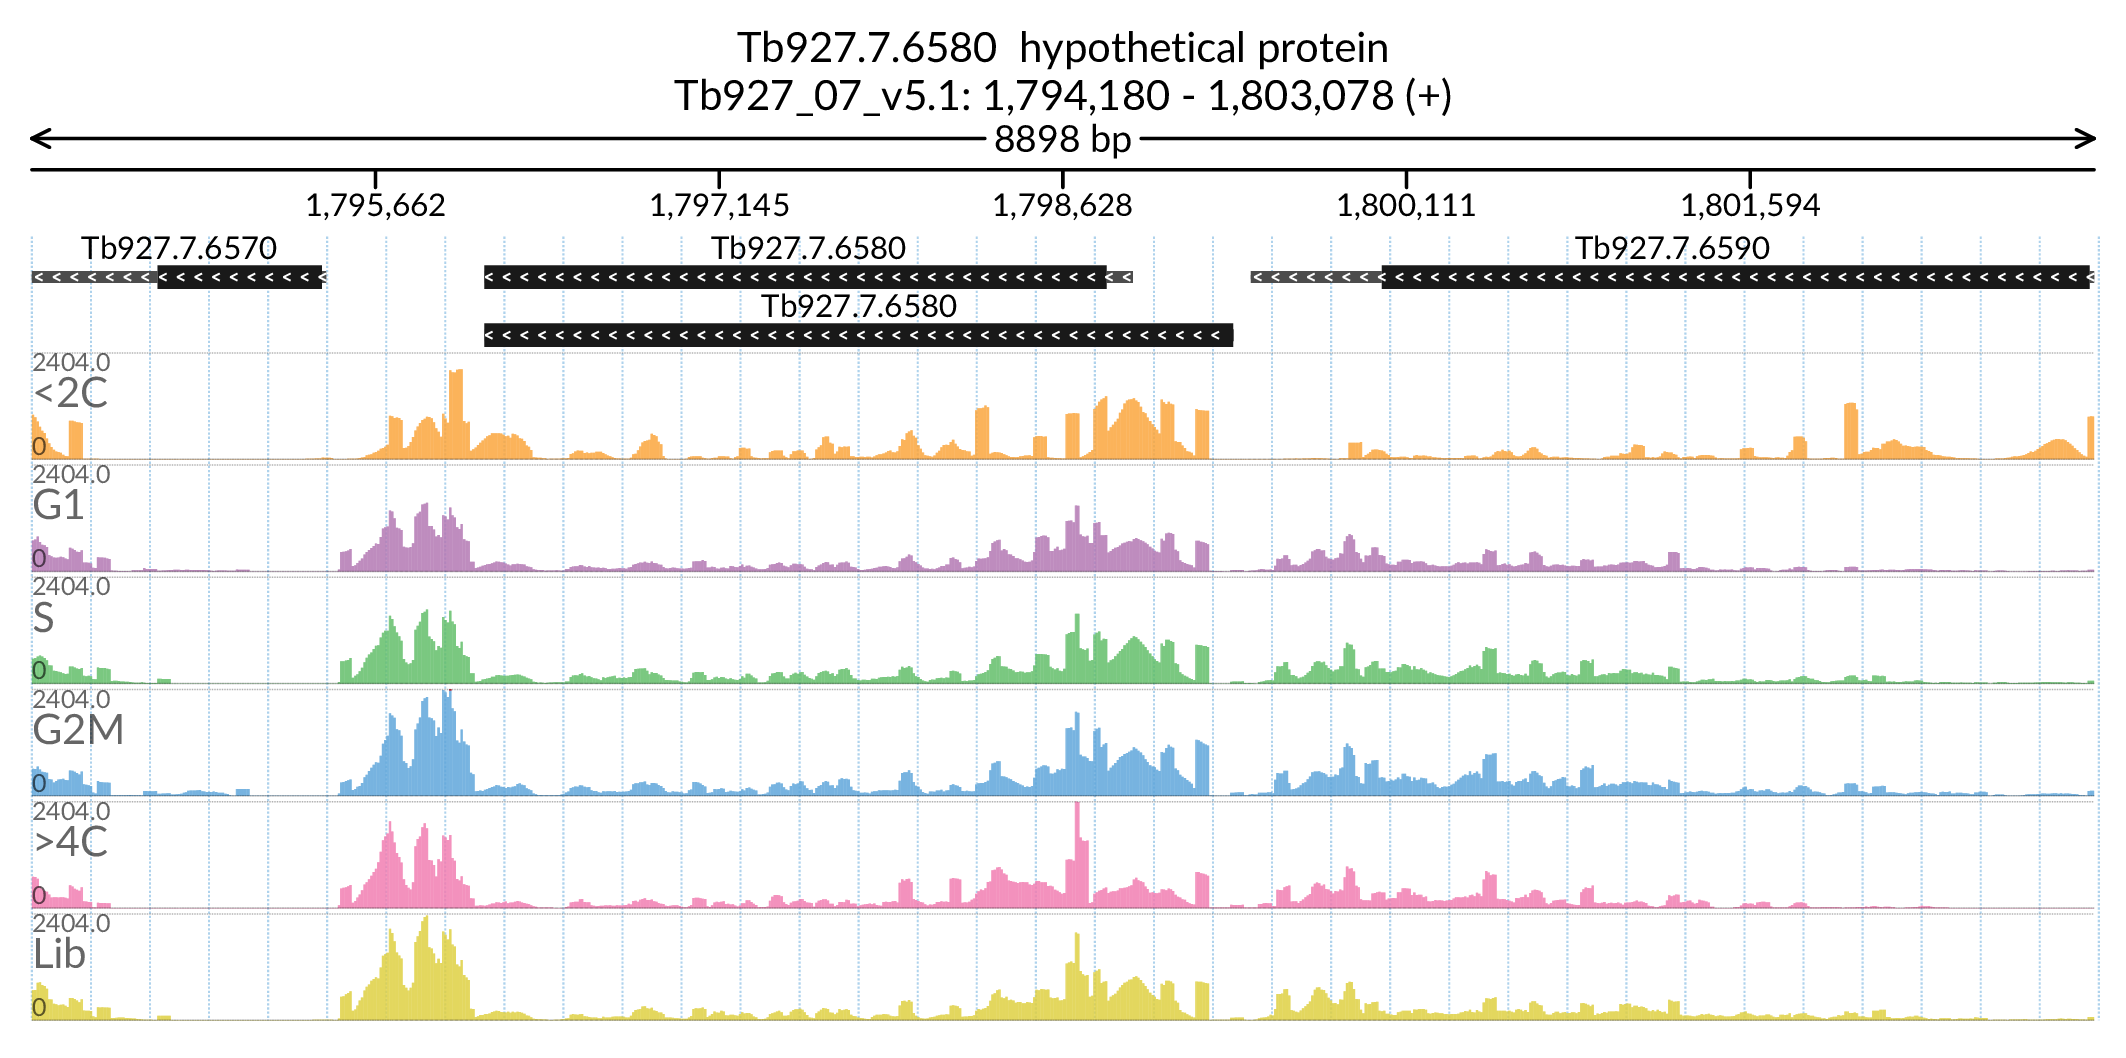 Tb927.7.6580  hypothetical protein
Tb927_07_v5.1: 1,794,180 - 1,803,078 (+)
8898 bp
1,795,662 1,797,145 1,798,628 1,800,111 1,801,594
Tb927.7.6570 Tb927.7.6580 Tb927.7.6590
Tb927.7.6580
2404.0
<2C
0
2404.0
G1
0
2404.0
S
0
2404.0
G2M
0
2404.0
>4C
0
2404.0
Lib
0